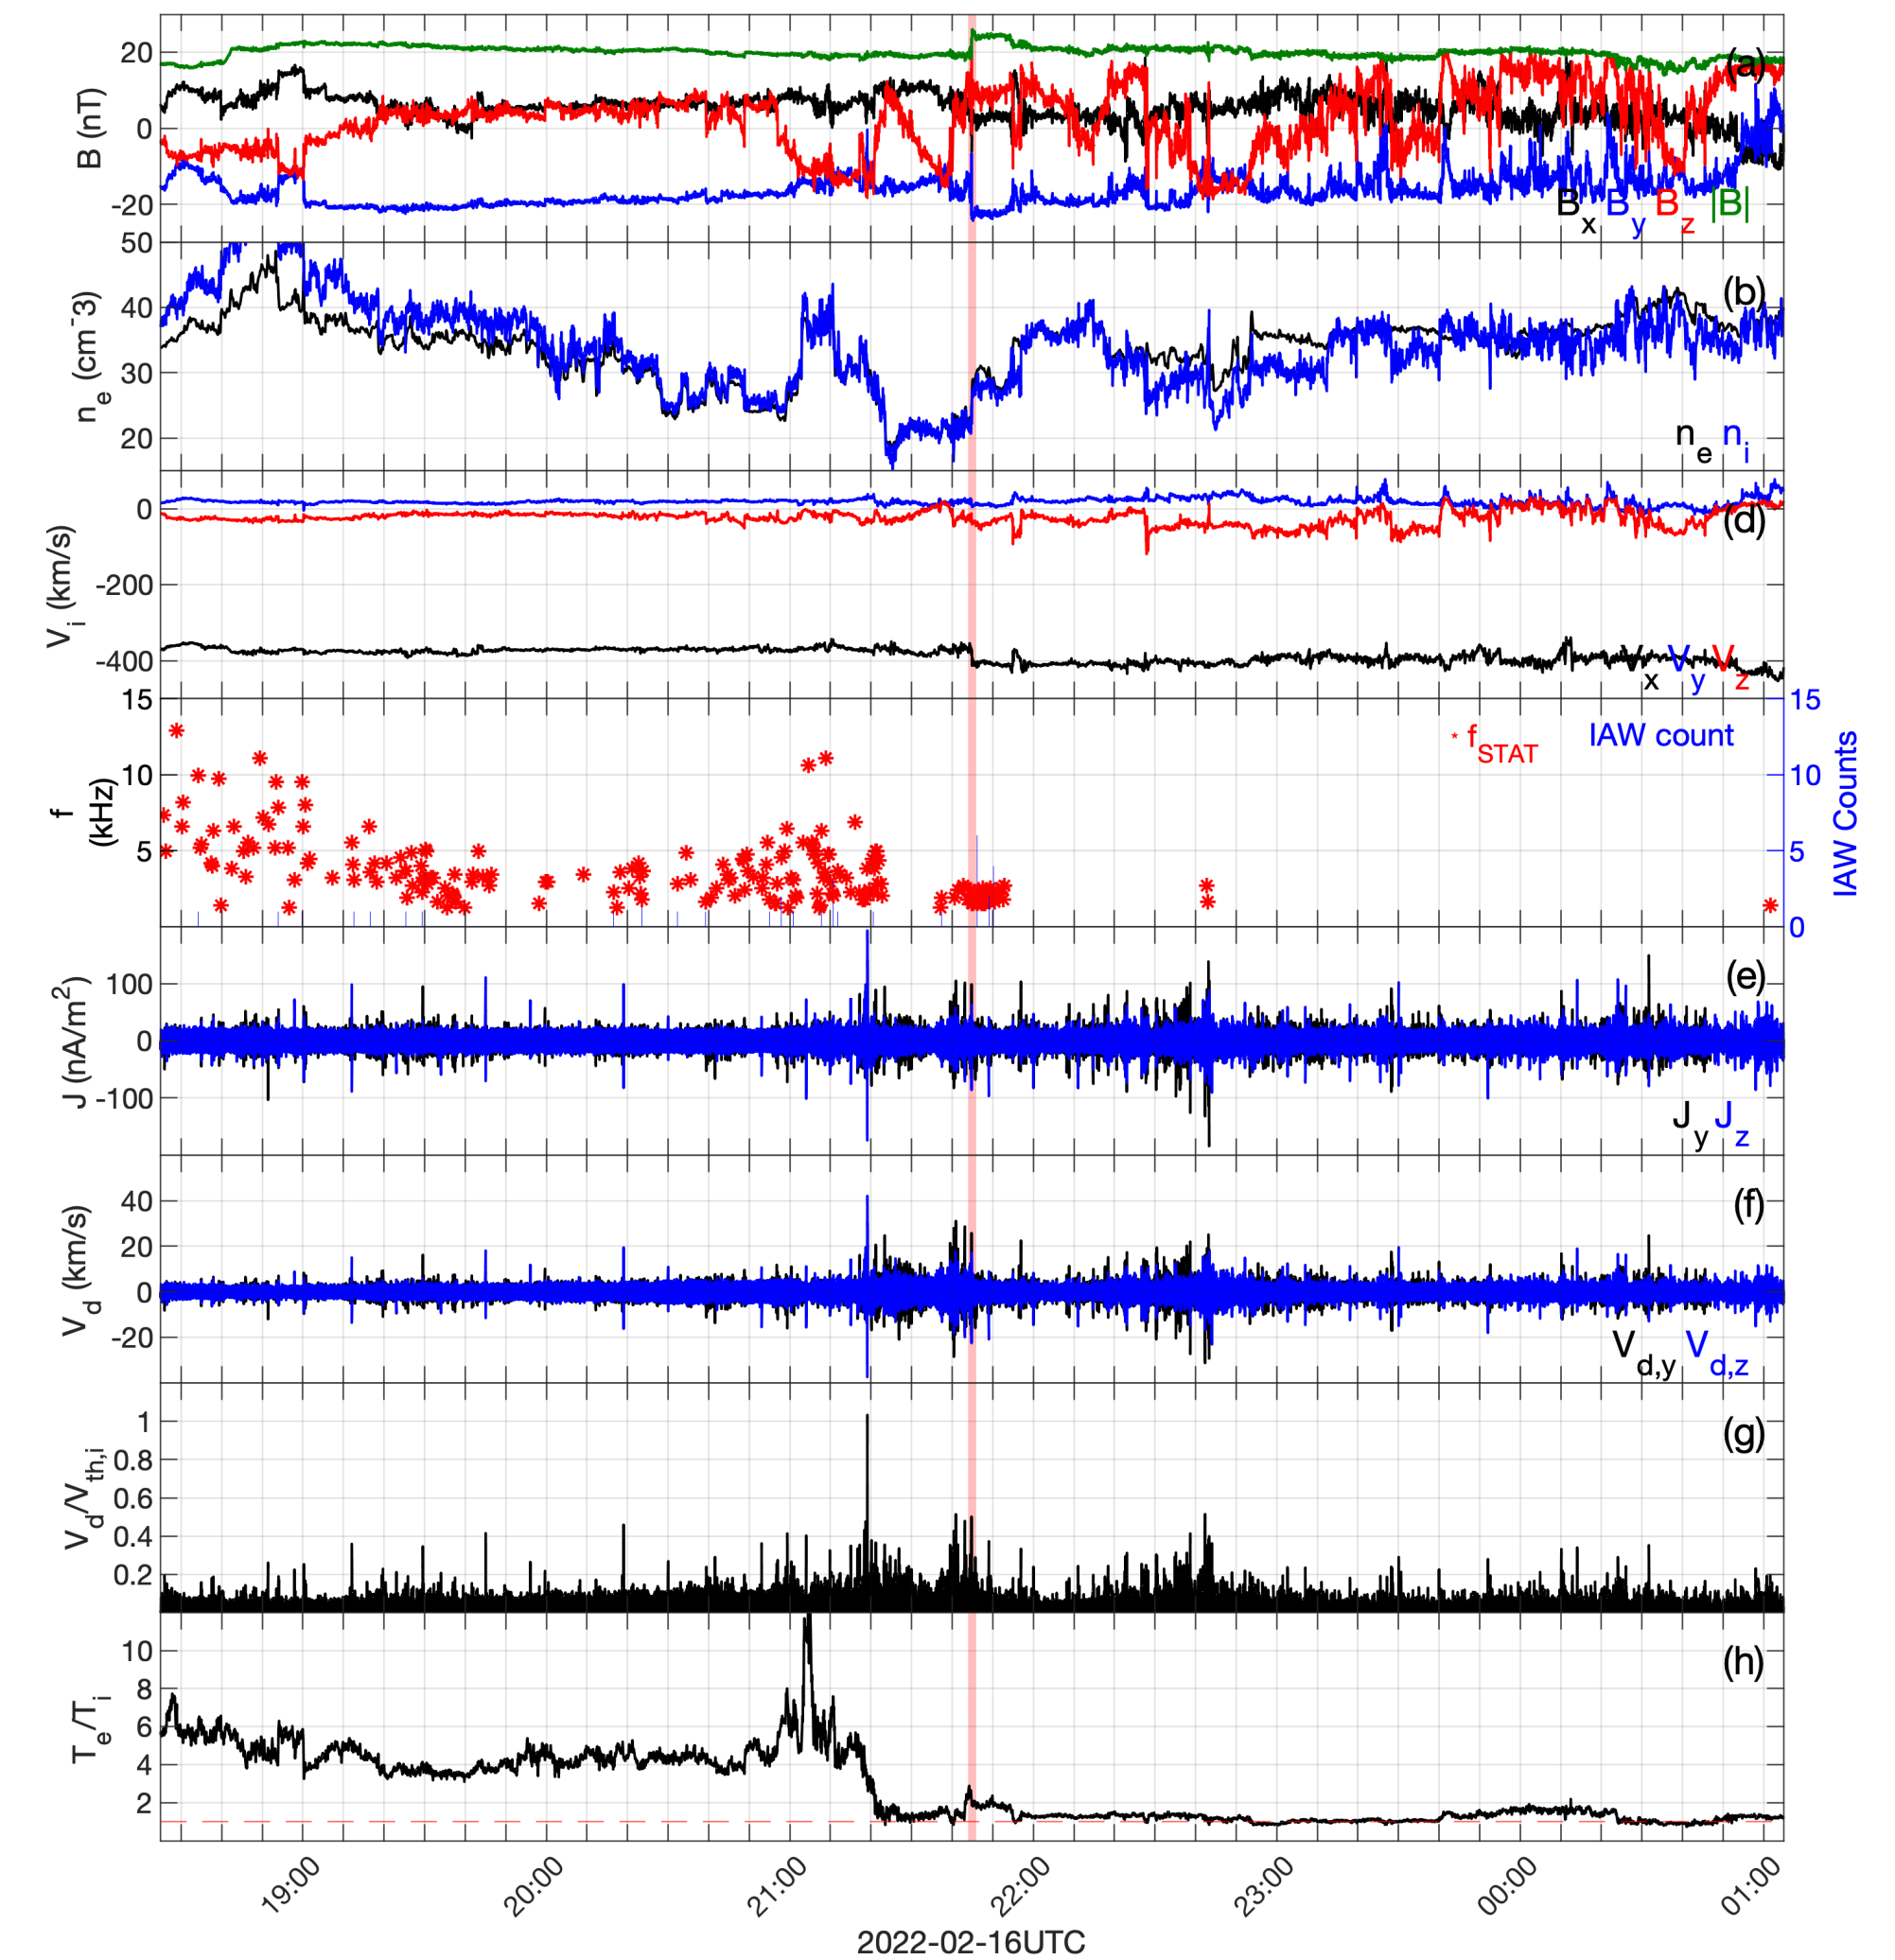 20
0
-20
B (nT)
(a)
Bx By Bz |B|
50
40
30
20
ne (cm-3)
(b)
ne ni
0
-200
-400
Vi (km/s)
(d)
Vx Vy Vz
15
10
5
f
(kHz)
* fSTAT
IAW count
15
10
5
0
IAW Counts
100
0
-100
J (nA/m2)
(e)
Jy Jz
40
20
0
-20
Vd (km/s)
(f)
Vd,y Vd,z
1
0.8
0.6
0.4
0.2
Vd/Vth,i
(g)
10
8
6
4
2
Te/Ti
(h)
19:00 20:00 21:00 22:00 23:00 00:00 01:00
2022-02-16UTC